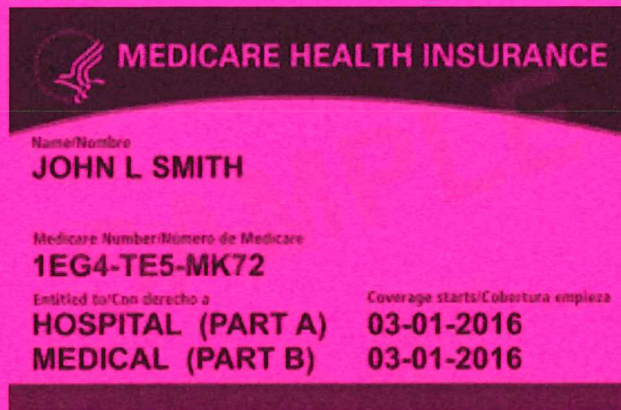 MEDICARE HEALTH INSURANCE
Name/Nombre
JOHN L SMITH
Medicare Number/Número de Medicare
1EG4-TE5-MK72
Entitled to/Con derecho a
Coverage starts/Cobertura empieza
HOSPITAL (PART A) 03-01-2016
MEDICAL (PART B) 03-01-2016